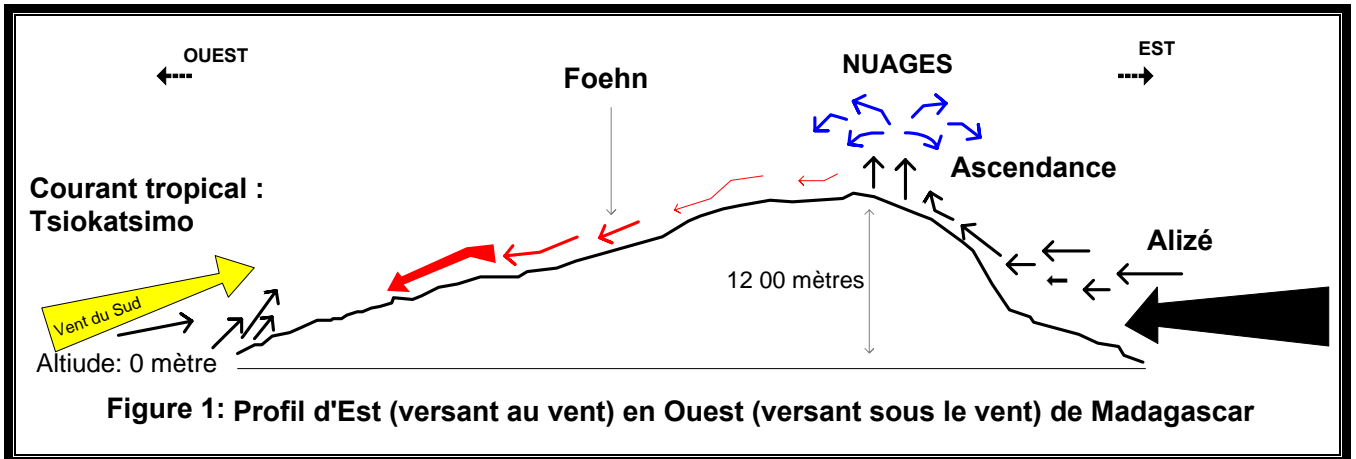 OUEST
EST
NUAGES
Foehn
Ascendance
Courant tropical :
Tsiokatsimo
Alizé
12 00 mètres
Vent du Sud
Altiude: 0 mètre
Figure 1: Profil d'Est (versant au vent) en Ouest (versant sous le vent) de Madagascar